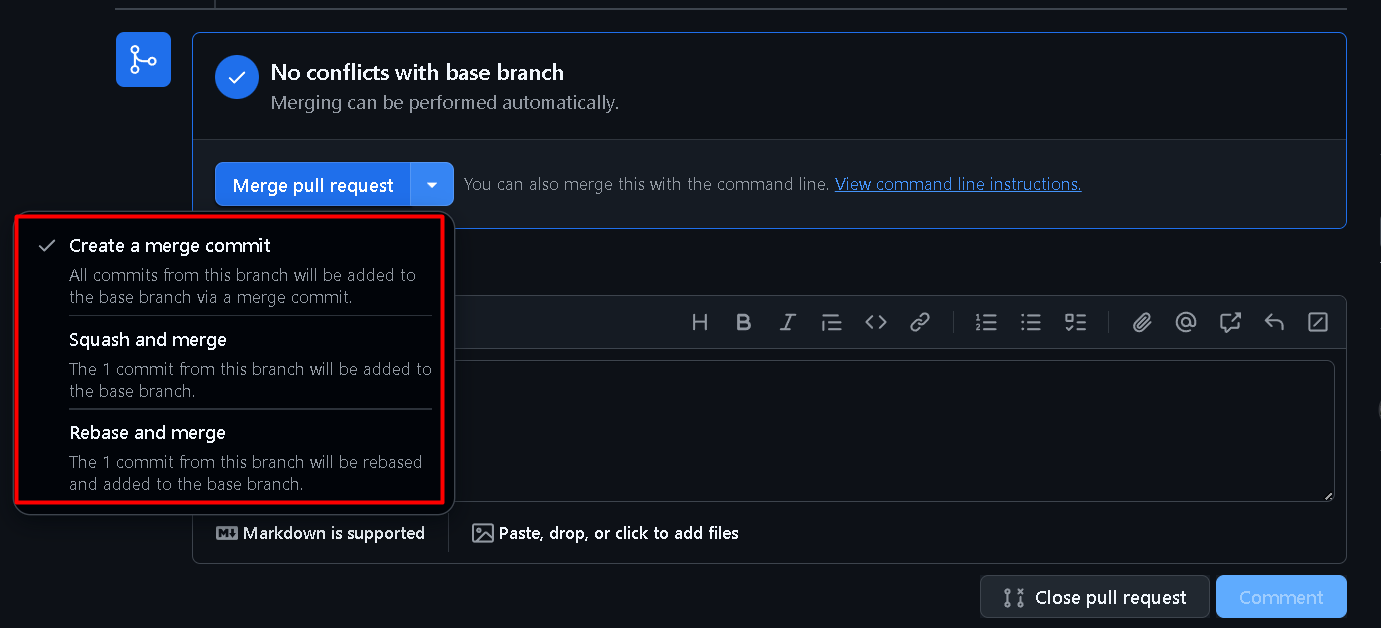 No conflicts with base branch
Merging can be performed automatically.
Merge pull request
You can also merge this with the command line. View command line instructions.
Create a merge commit
All commits from this branch will be added to
the base branch via a merge commit.
Squash and merge
The 1 commit from this branch will be added to
the base branch.
Rebase and merge
The 1 commit from this branch will be rebased
and added to the base branch.
Markdown is supported
Paste, drop, or click to add files
Close pull request
Comment